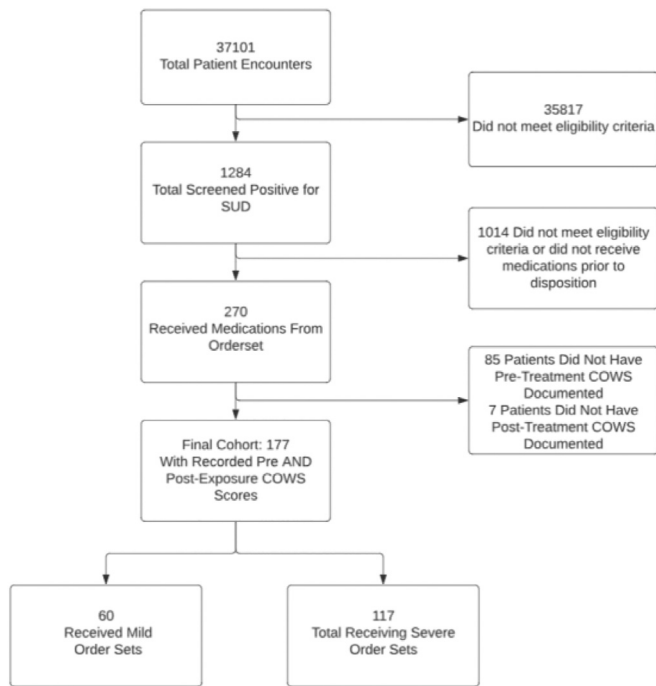 37101
Total Patient Encounters
35817
Did not meet eligibility criteria
1284
Total Screened Positive for
SUD
1014 Did not meet eligibility
criteria or did not receive
medications prior to
disposition
270
Received Medications From
Orderset
85 Patients Did Not Have
Pre-Treatment COWS
Documented
7 Patients Did Not Have
Post-Treatment COWS
Documented
Final Cohort: 177
With Recorded Pre AND
Post-Exposure COWS
Scores
60
Received Mild
Order Sets
117
Total Receiving Severe
Order Sets